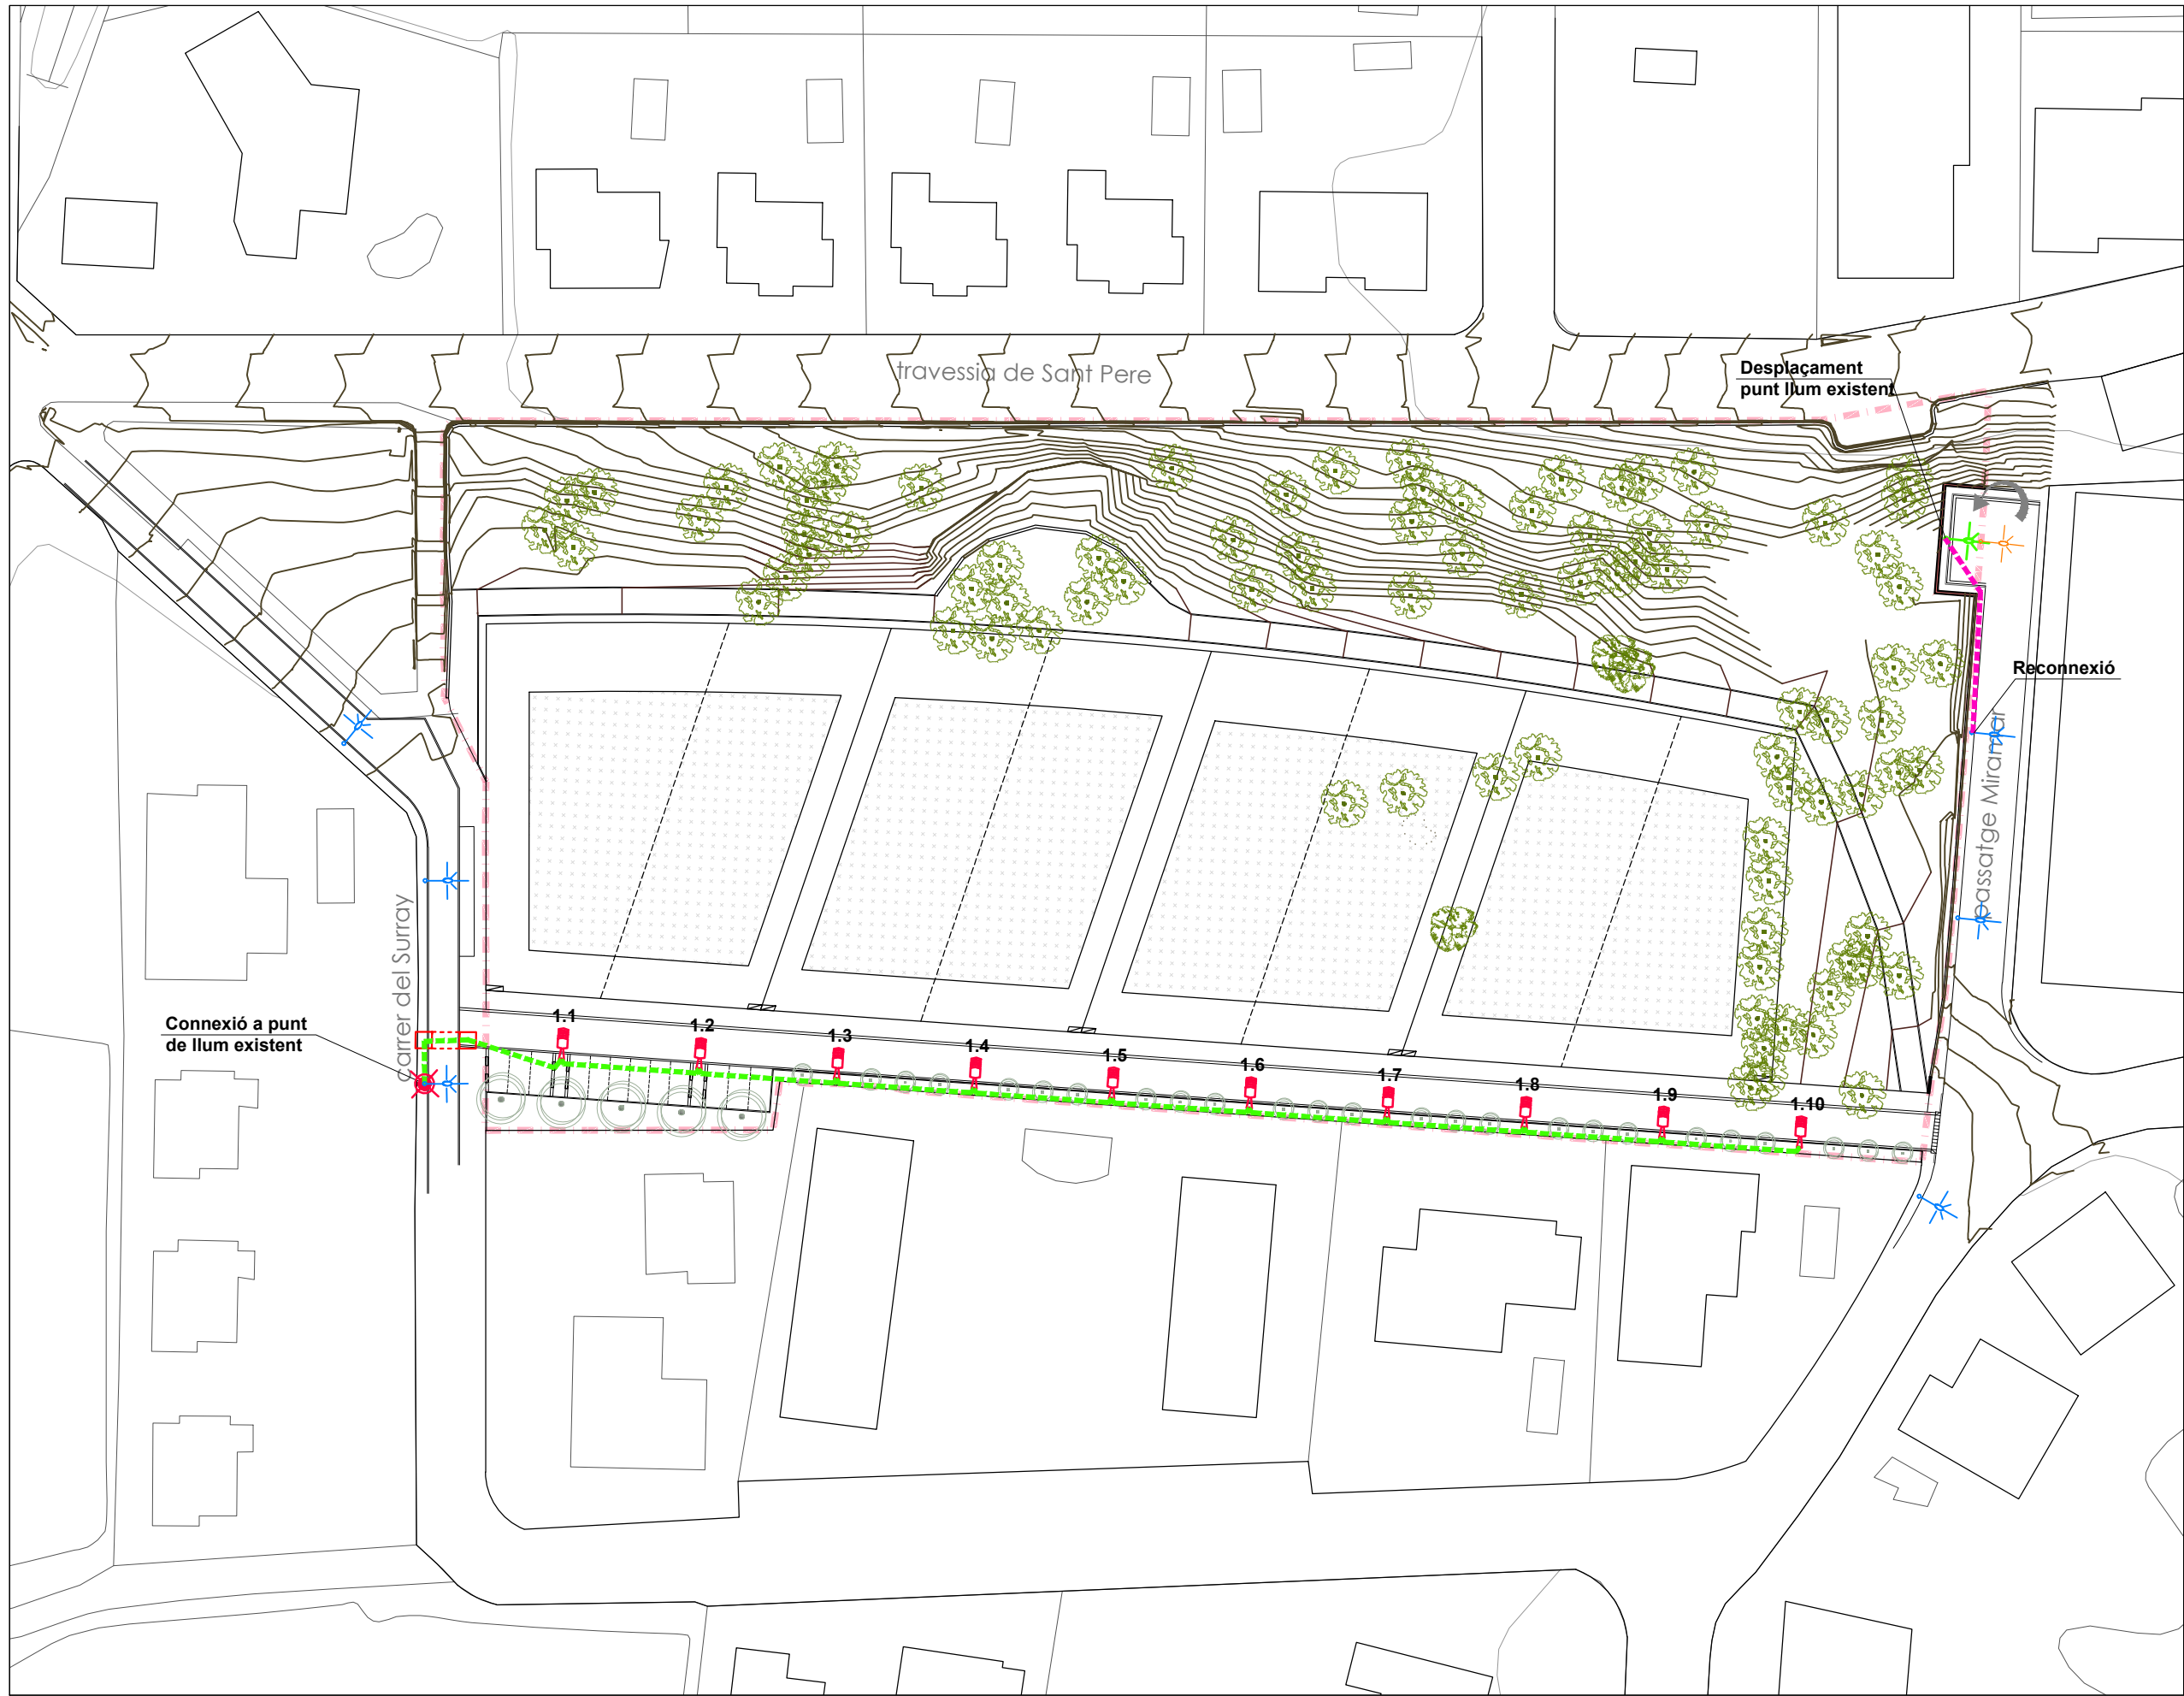 travessia de Sant Pere
Desplaçament
punt llum existent
Reconnexió
passatge Miramar
carrer del Surray
Connexió a punt
de llum existent
1.1
1.2
1.3
1.4
1.5
1.6
1.7
1.8
1.9
1.10